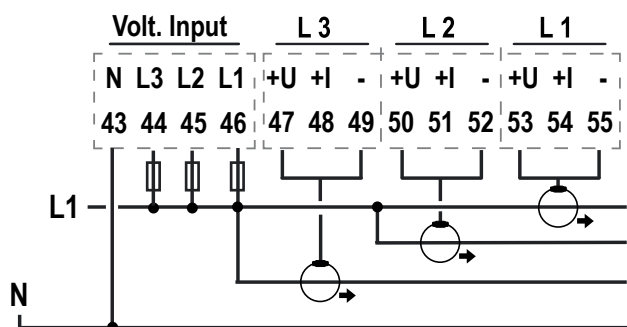 Volt. Input L 3 L 2 L 1
N L3 L2 L1 +U +I - +U +I - +U +I -
43 44 45 46 47 48 49 50 51 52 53 54 55
L1
N